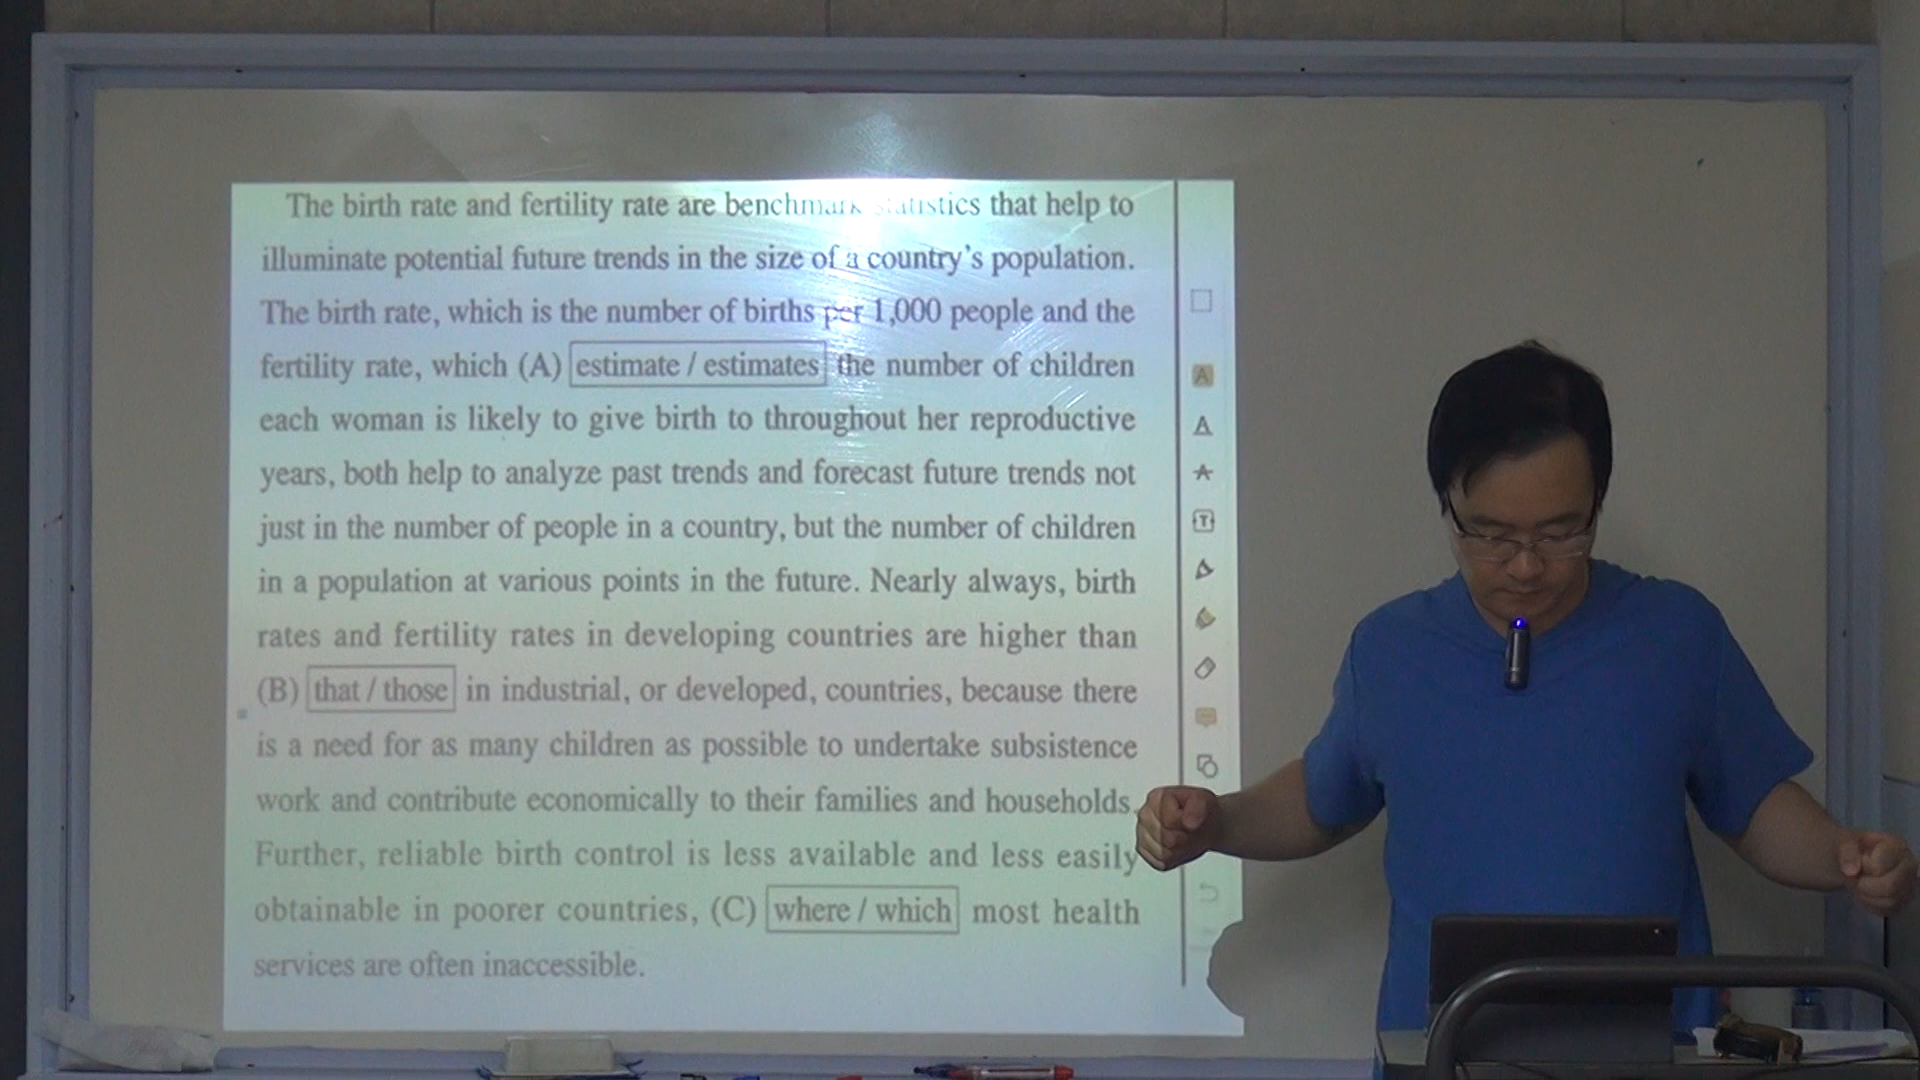 The birth rate and fertility rate are benchmark statistics that help to
illuminate potential future trends in the size of a country's population.
The birth rate, which is the number of births per 1,000 people and the
fertility rate, which (A) estimate / estimates the number of children
each woman is likely to give birth to throughout her reproductive
years, both help to analyze past trends and forecast future trends not
just in the number of people in a country, but the number of children
in a population at various points in the future. Nearly always, birth
rates and fertility rates in developing countries are higher than
(B) that / those in industrial, or developed, countries, because there
is a need for as many children as possible to undertake subsistence
work and contribute economically to their families and households.
Further, reliable birth control is less available and less easily
obtainable in poorer countries, (C) where / which most health
services are often inaccessible.